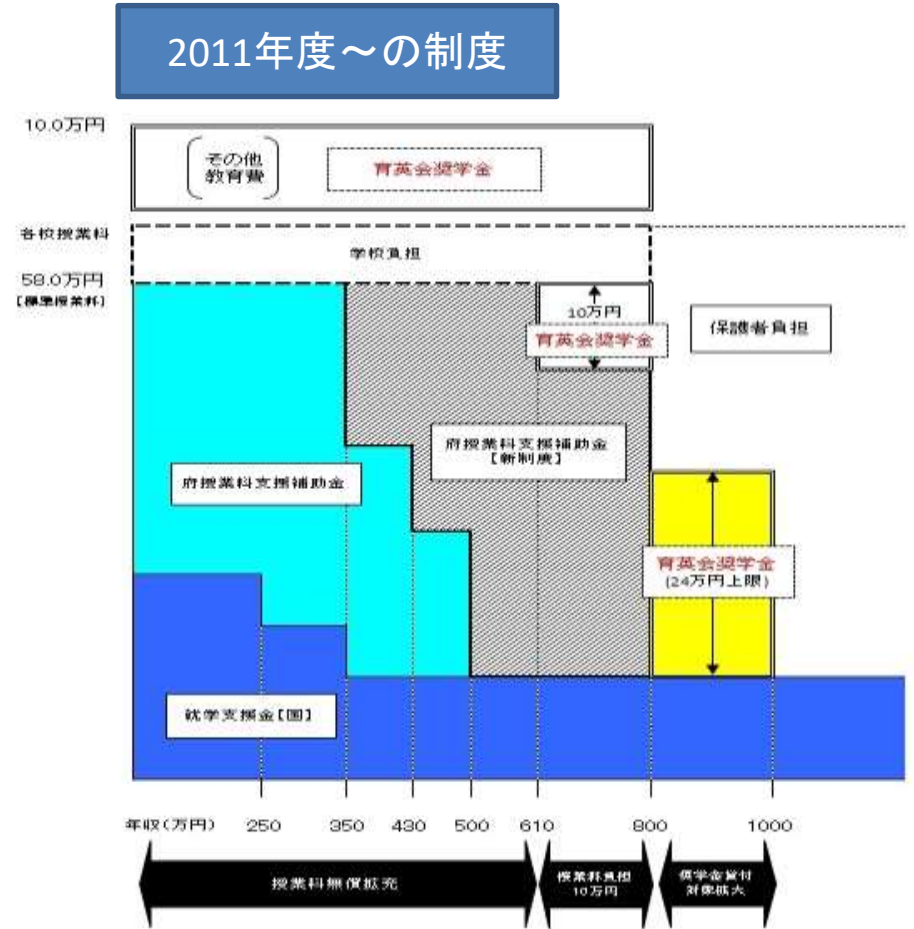 2011年度～の制度
10.0万円
その他
教育費
育英会奨学金
各校授業料
学校負担
58.0万円
【標準授業料】
10万円
育英会奨学金
保護者負担
府授業料支援補助金
【新制度】
府授業料支援補助金
育英会奨学金
(24万円上限)
就学支援金【国】
年収(万円) 250 350 430 500 610 800 1000
授業料無償拡充
授業料負担
10万円
奨学金貸付
対象拡大